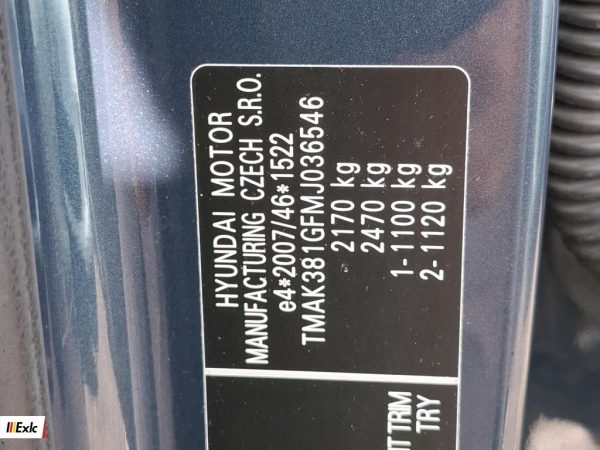 HYUNDAI MOTOR
MANUFACTURING CZECH S.R.O.
e4*2007/46*1522
TMAK381GFMJ036546
2170 kg
2470 kg
1-1100 kg
2-1120 kg
TRIM
TRY
Exlc